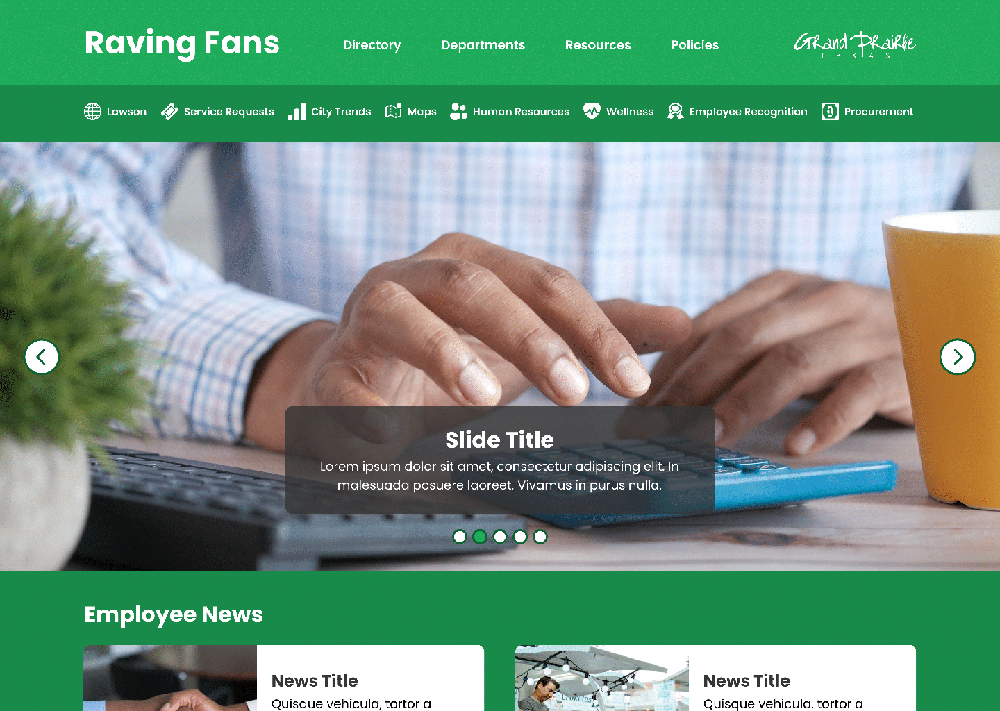 Raving Fans
Directory
Departments
Resources
Policies
Grand Prairie
TEXAS
Lawson
Service Requests
City Trends
Maps
Human Resources
Wellness
Employee Recognition
Procurement
Slide Title
Lorem ipsum dolor sit amet, consectetur adipiscing elit. In
malesuada posuere laoreet. Vivamus in purus nulla.
Employee News
News Title
Quisque vehicula, tortor a
News Title
Quisque vehicula, tortor a